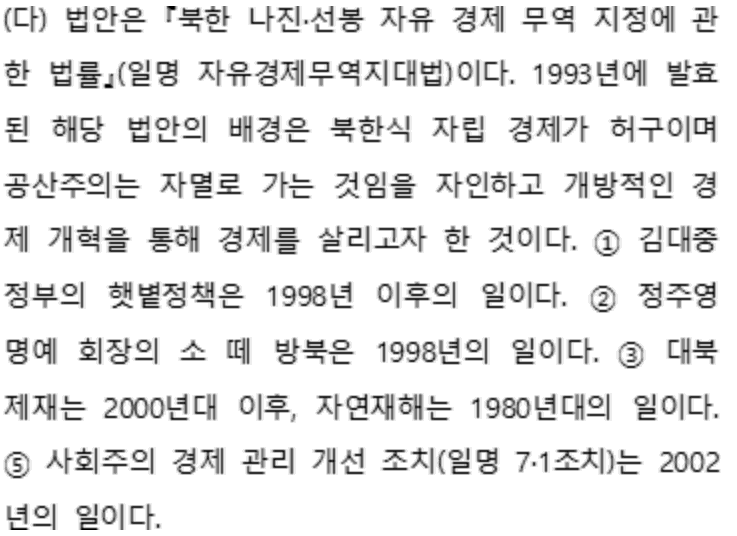 (다) 법안은 『북한 나진·선봉 자유 경제 무역 지정에 관
한 법률』(일명 자유경제무역지대법)이다. 1993년에 발효
된 해당 법안의 배경은 북한식 자립 경제가 허구이며
공산주의는 자멸로 가는 것임을 자인하고 개방적인 경
제 개혁을 통해 경제를 살리고자 한 것이다. ① 김대중
정부의 햇볕정책은 1998년 이후의 일이다. ② 정주영
명예 회장의 소 떼 방북은 1998년의 일이다. ③ 대북
제재는 2000년대 이후, 자연재해는 1980년대의 일이다.
⑤ 사회주의 경제 관리 개선 조치(일명 7·1조치)는 2002
년의 일이다.